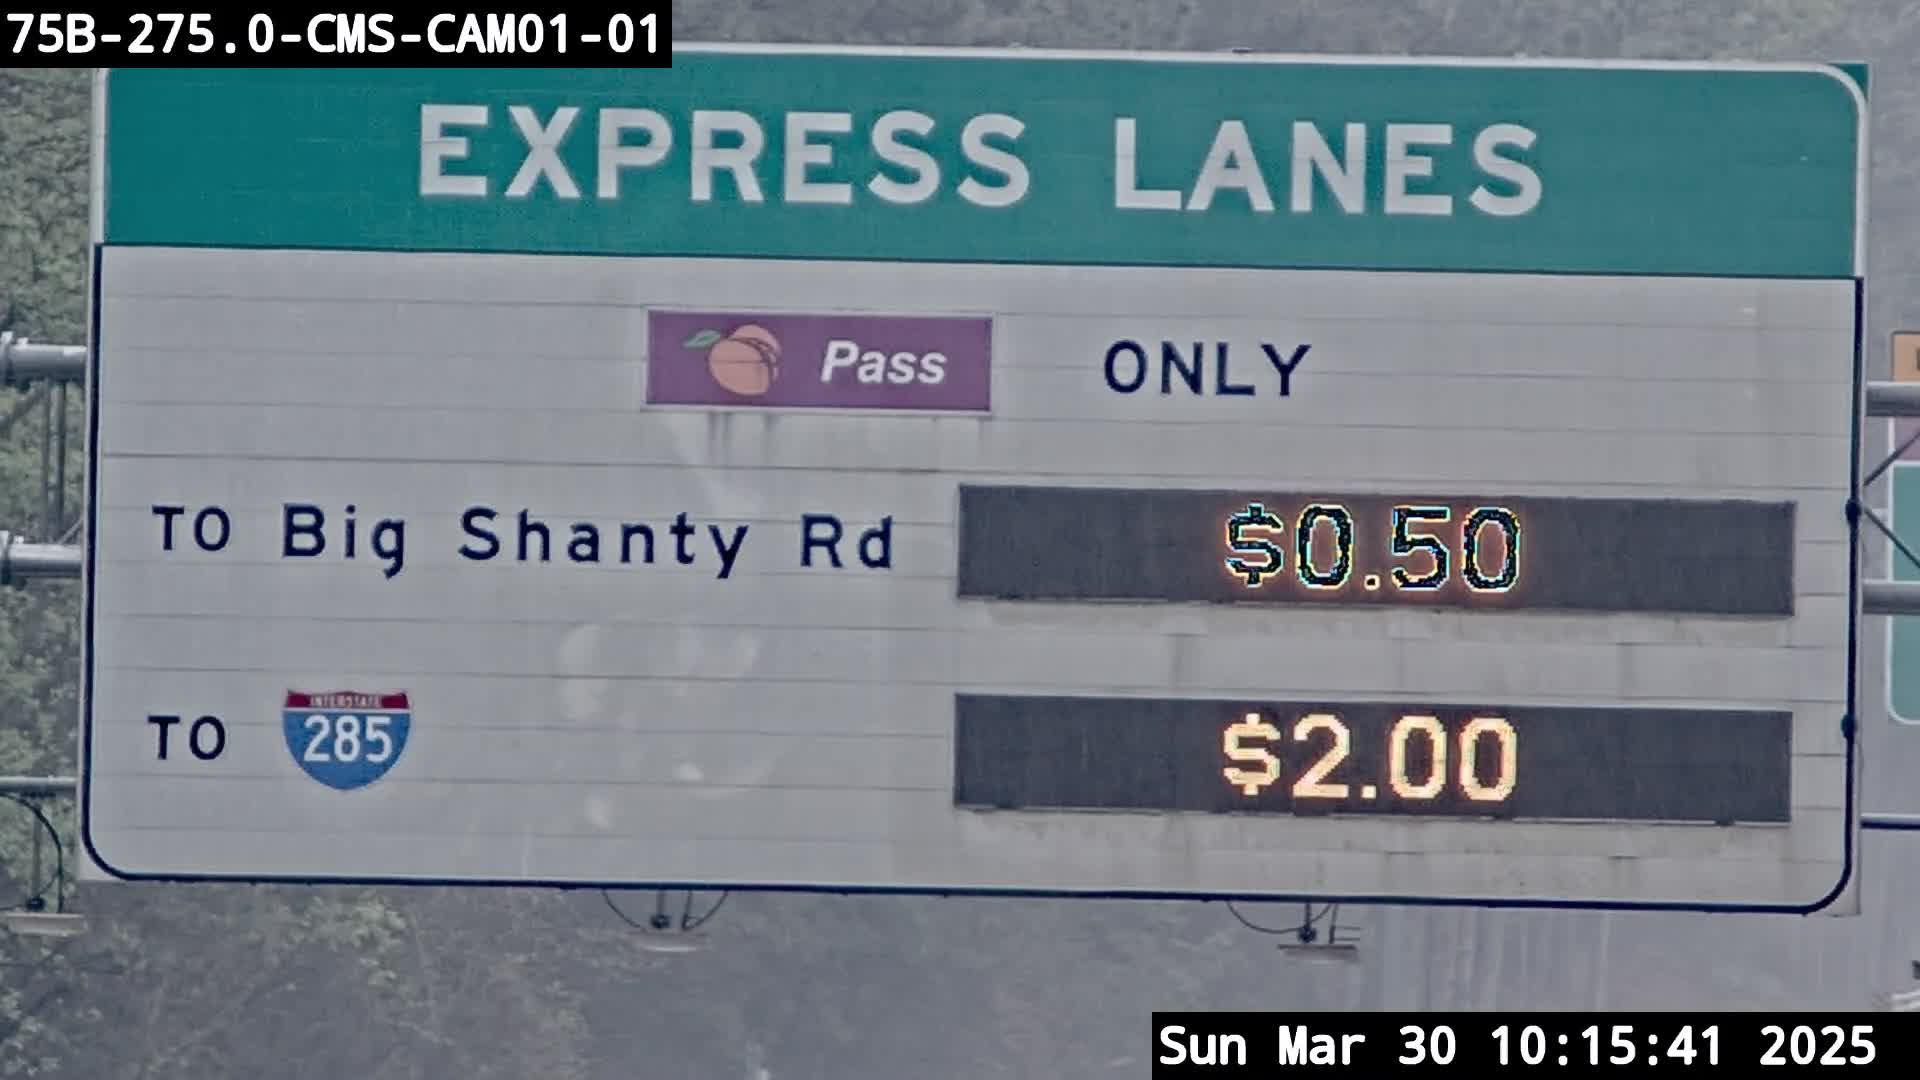 75B-275.0-CMS-CAM01-01
EXPRESS LANES
Pass ONLY
TO Big Shanty Rd $0.50
INTERSTATE
TO 285 $2.00
Sun Mar 30 10:15:41 2025